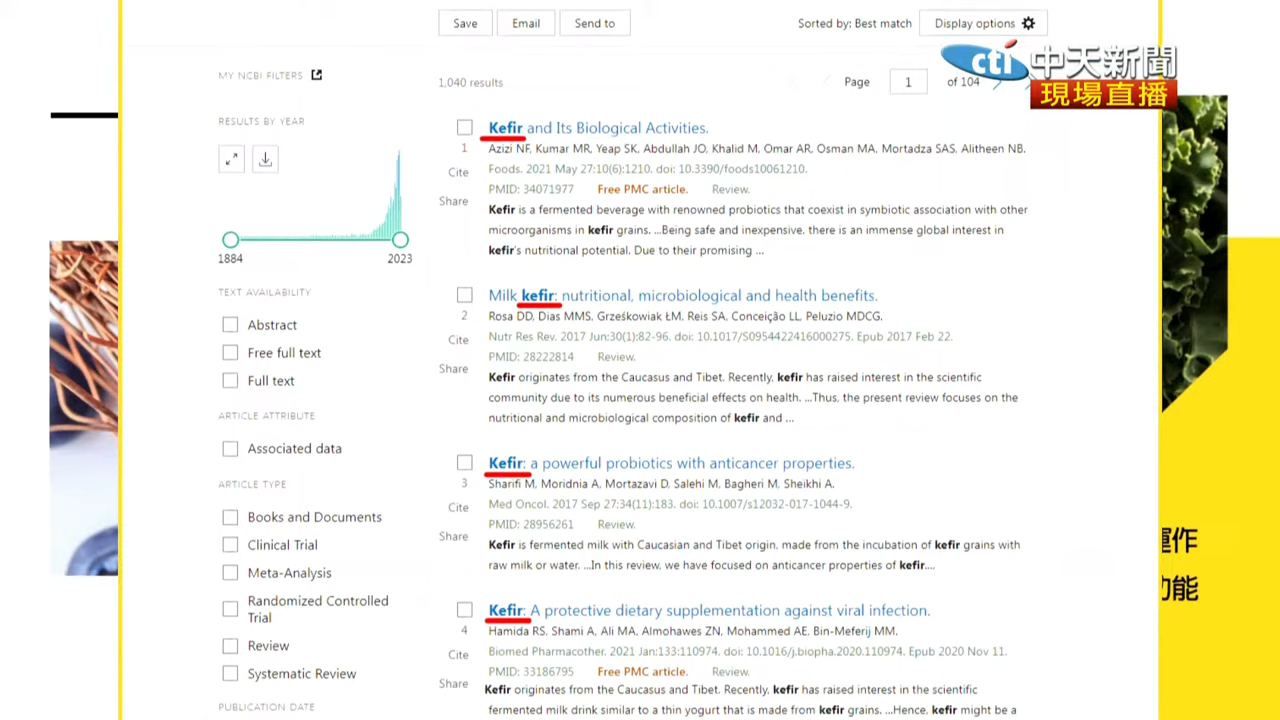 Save Email Send to Sorted by: Best match Display options
cti 中天新聞
現場直播
MY NCBI FILTERS
1,040 results Page 1 of 104
RESULTS BY YEAR
1884 2023
TEXT AVAILABILITY
Abstract
Free full text
Full text
ARTICLE ATTRIBUTE
Associated data
ARTICLE TYPE
Books and Documents
Clinical Trial
Meta-Analysis
Randomized Controlled
Trial
Review
Systematic Review
PUBLICATION DATE
Kefir and Its Biological Activities.
1 Azizi NF, Kumar MR, Yeap SK, Abdullah JO, Khalid M, Omar AR, Osman MA, Mortadza SAS, Alitheen NB.
Cite Foods. 2021 May 27;10(6):1210. doi: 10.3390/foods10061210.
PMID: 34071977 Free PMC article. Review.
Share
Kefir is a fermented beverage with renowned probiotics that coexist in symbiotic association with other
microorganisms in kefir grains. ...Being safe and inexpensive, there is an immense global interest in
kefir's nutritional potential. Due to their promising ...
Milk kefir: nutritional, microbiological and health benefits.
2 Rosa DD, Dias MMS, Grześkowiak ŁM, Reis SA, Conceição LL, Peluzio MDCG.
Cite Nutr Res Rev. 2017 Jun;30(1):82-96. doi: 10.1017/S0954422416000275. Epub 2017 Feb 22.
PMID: 28222814 Review.
Share
Kefir originates from the Caucasus and Tibet. Recently, kefir has raised interest in the scientific
community due to its numerous beneficial effects on health. ...Thus, the present review focuses on the
nutritional and microbiological composition of kefir and ...
Kefir: a powerful probiotics with anticancer properties.
3 Sharifi M, Moridnia A, Mortazavi D, Salehi M, Bagheri M, Sheikhi A.
Cite Med Oncol. 2017 Sep 27;34(11):183. doi: 10.1007/s12032-017-1044-9.
PMID: 28956261 Review.
Share
Kefir is fermented milk with Caucasian and Tibet origin, made from the incubation of kefir grains with
raw milk or water. ...In this review, we have focused on anticancer properties of kefir....
Kefir: A protective dietary supplementation against viral infection.
4 Hamida RS, Shami A, Ali MA, Almohawes ZN, Mohammed AE, Bin-Meferij MM.
Cite Biomed Pharmacother. 2021 Jan;133:110974. doi: 10.1016/j.biopha.2020.110974. Epub 2020 Nov 11.
PMID: 33186795 Free PMC article. Review.
Share
Kefir originates from the Caucasus and Tibet. Recently, kefir has raised interest in the scientific
fermented milk drink similar to a thin yogurt that is made from kefir grains. ...Hence, kefir might be a
運作
功能